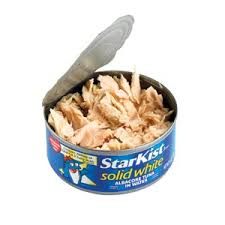 StarKist
solid white
ALBACORE TUNA
IN WATER